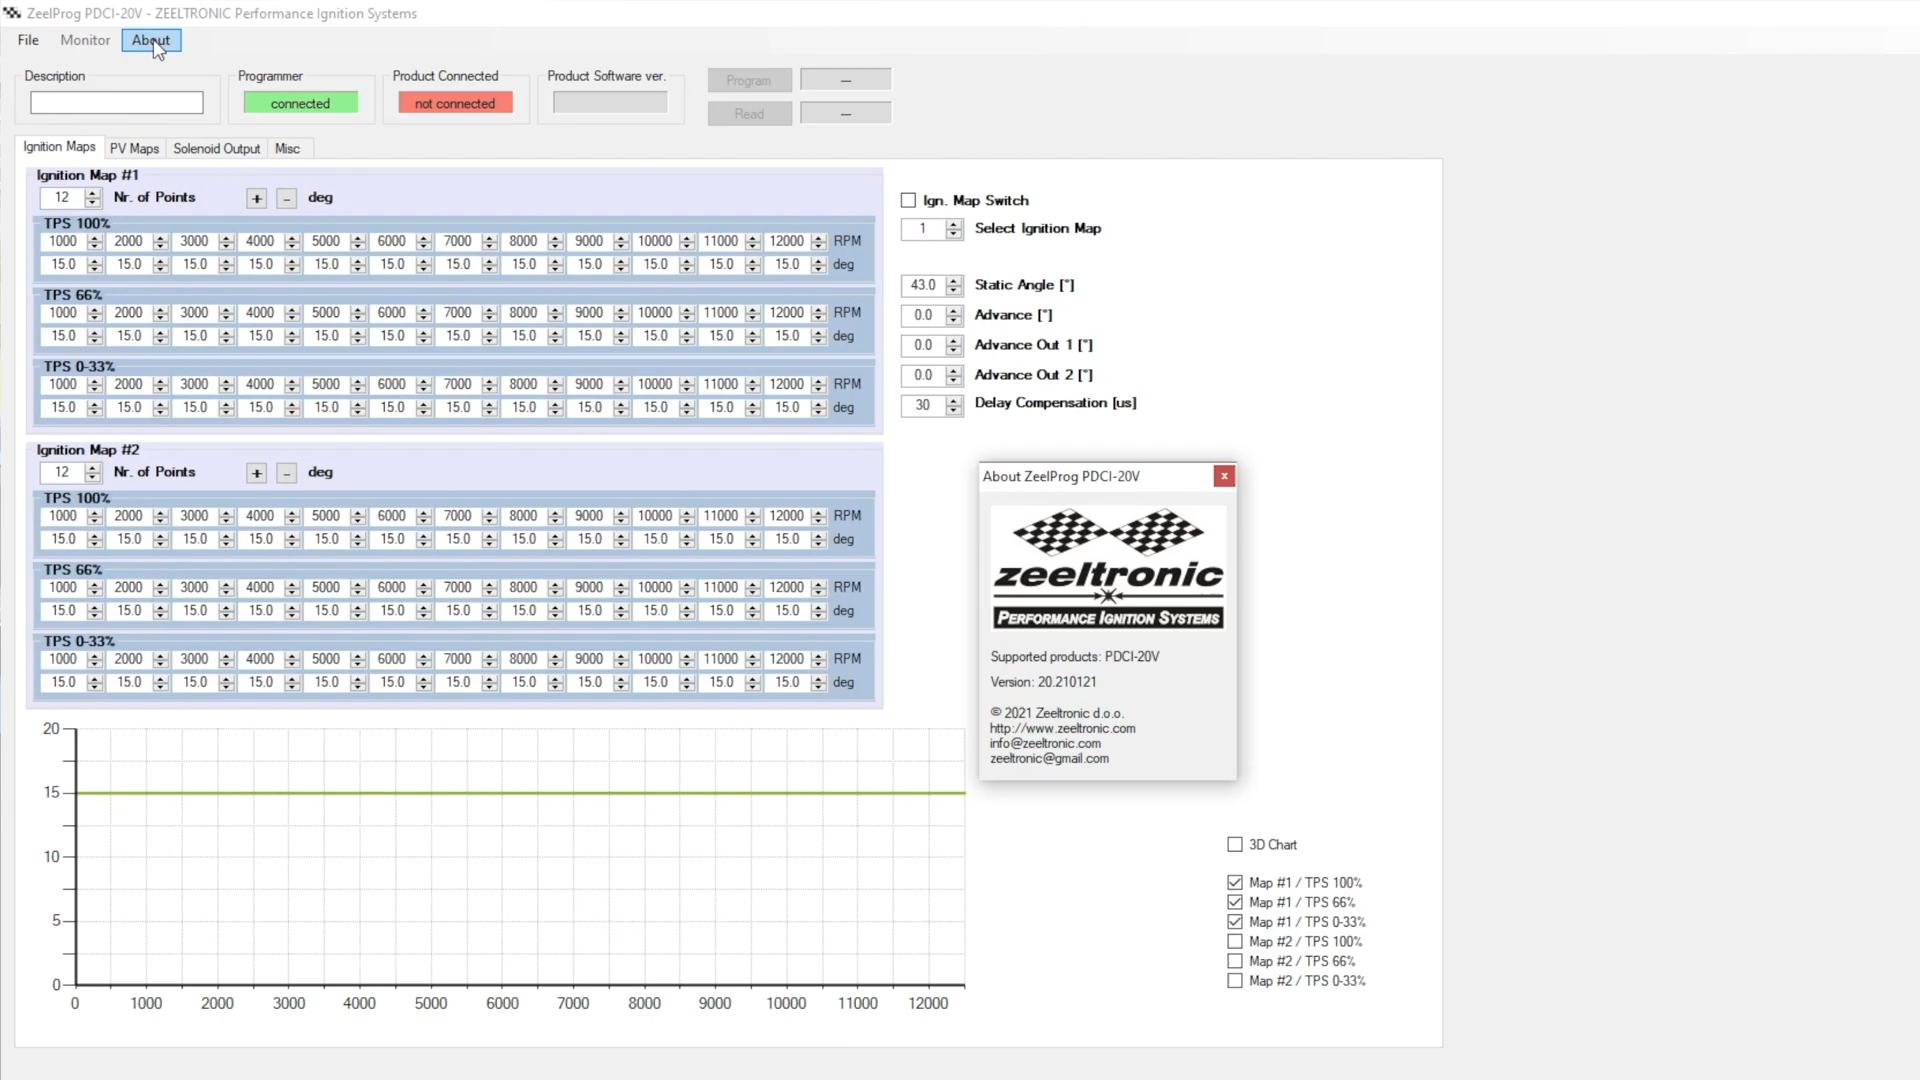 ZeelProg PDCI-20V - ZEELTRONIC Performance Ignition Systems
File Monitor About
Description Programmer Product Connected Product Software ver. Program ---
connected not connected Read ---
Ignition Maps PV Maps Solenoid Output Misc
Ignition Map #1
12 Nr. of Points + - deg
TPS 100%
1000 2000 3000 4000 5000 6000 7000 8000 9000 10000 11000 12000 RPM
15.0 15.0 15.0 15.0 15.0 15.0 15.0 15.0 15.0 15.0 15.0 15.0 deg
TPS 66%
1000 2000 3000 4000 5000 6000 7000 8000 9000 10000 11000 12000 RPM
15.0 15.0 15.0 15.0 15.0 15.0 15.0 15.0 15.0 15.0 15.0 15.0 deg
TPS 0-33%
1000 2000 3000 4000 5000 6000 7000 8000 9000 10000 11000 12000 RPM
15.0 15.0 15.0 15.0 15.0 15.0 15.0 15.0 15.0 15.0 15.0 15.0 deg
Ignition Map #2
12 Nr. of Points + - deg
TPS 100%
1000 2000 3000 4000 5000 6000 7000 8000 9000 10000 11000 12000 RPM
15.0 15.0 15.0 15.0 15.0 15.0 15.0 15.0 15.0 15.0 15.0 15.0 deg
TPS 66%
1000 2000 3000 4000 5000 6000 7000 8000 9000 10000 11000 12000 RPM
15.0 15.0 15.0 15.0 15.0 15.0 15.0 15.0 15.0 15.0 15.0 15.0 deg
TPS 0-33%
1000 2000 3000 4000 5000 6000 7000 8000 9000 10000 11000 12000 RPM
15.0 15.0 15.0 15.0 15.0 15.0 15.0 15.0 15.0 15.0 15.0 15.0 deg
Ign. Map Switch
1 Select Ignition Map
43.0 Static Angle [°]
0.0 Advance [°]
0.0 Advance Out 1 [°]
0.0 Advance Out 2 [°]
30 Delay Compensation [us]
About ZeelProg PDCI-20V x
zeeltronic
PERFORMANCE IGNITION SYSTEMS
Supported products: PDCI-20V
Version: 20.210121
© 2021 Zeeltronic d.o.o.
http://www.zeeltronic.com
info@zeeltronic.com
zeeltronic@gmail.com
20
15
10
5
0
0 1000 2000 3000 4000 5000 6000 7000 8000 9000 10000 11000 12000
3D Chart
Map #1 / TPS 100%
Map #1 / TPS 66%
Map #1 / TPS 0-33%
Map #2 / TPS 100%
Map #2 / TPS 66%
Map #2 / TPS 0-33%